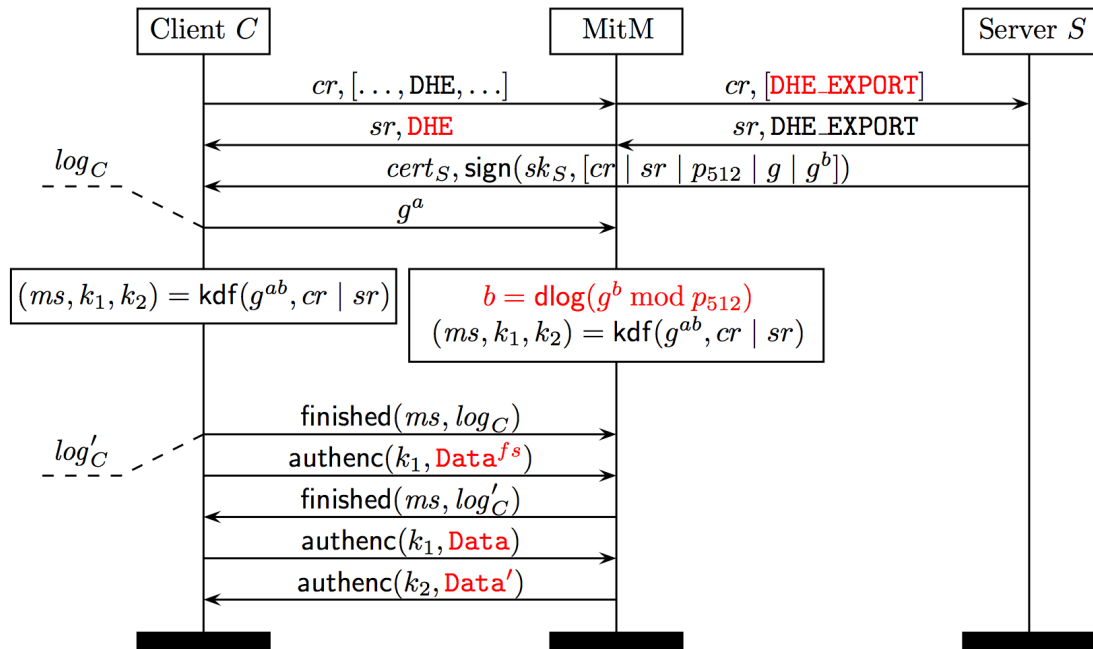 Client C MitM Server S
cr, [..., DHE, ...] cr, [DHE_EXPORT]
sr, DHE sr, DHE_EXPORT
log_C cert_S, sign(sk_S, [cr | sr | p_512 | g | g^b])
g^a
(ms, k_1, k_2) = kdf(g^ab, cr | sr) b = dlog(g^b mod p_512)
(ms, k_1, k_2) = kdf(g^ab, cr | sr)
finished(ms, log_C)
log'_C authenc(k_1, Data^fs)
finished(ms, log'_C)
authenc(k_1, Data)
authenc(k_2, Data')